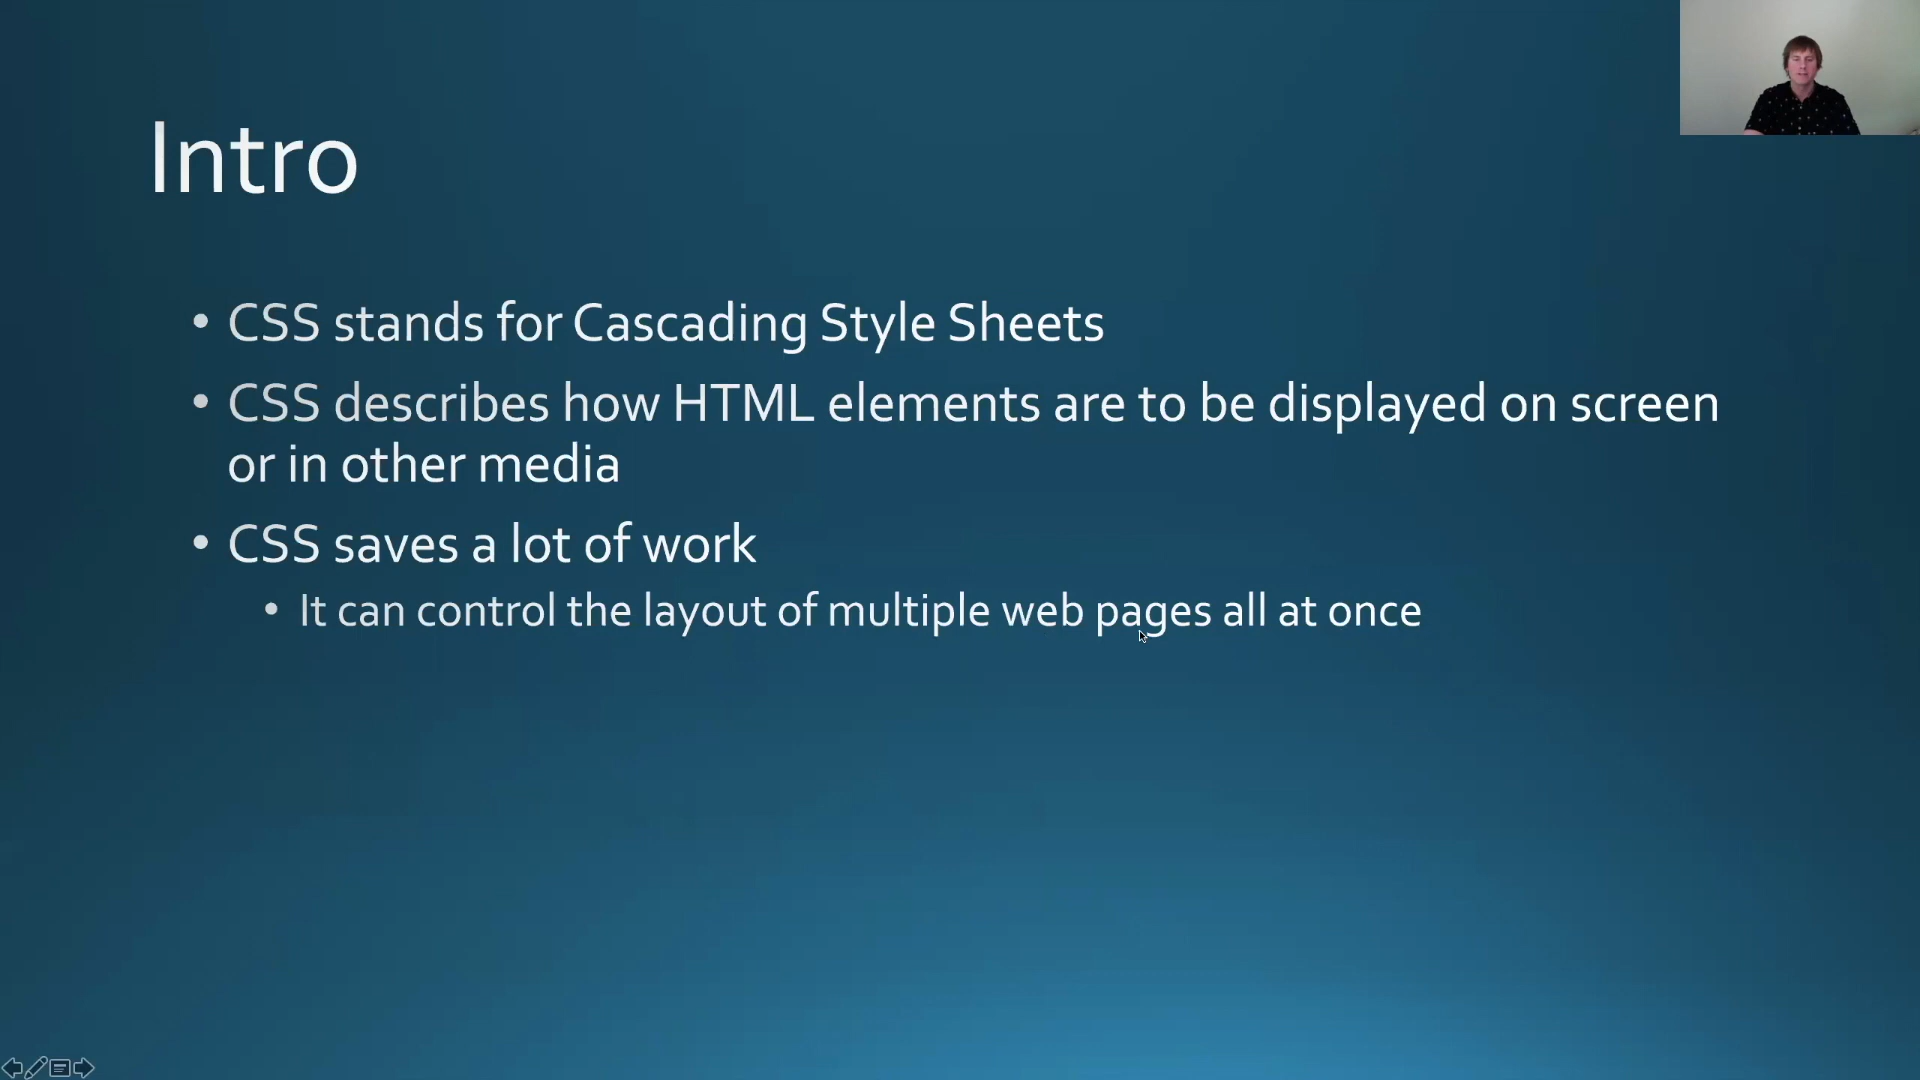 Intro
• CSS stands for Cascading Style Sheets
• CSS describes how HTML elements are to be displayed on screen
or in other media
• CSS saves a lot of work
• It can control the layout of multiple web pages all at once